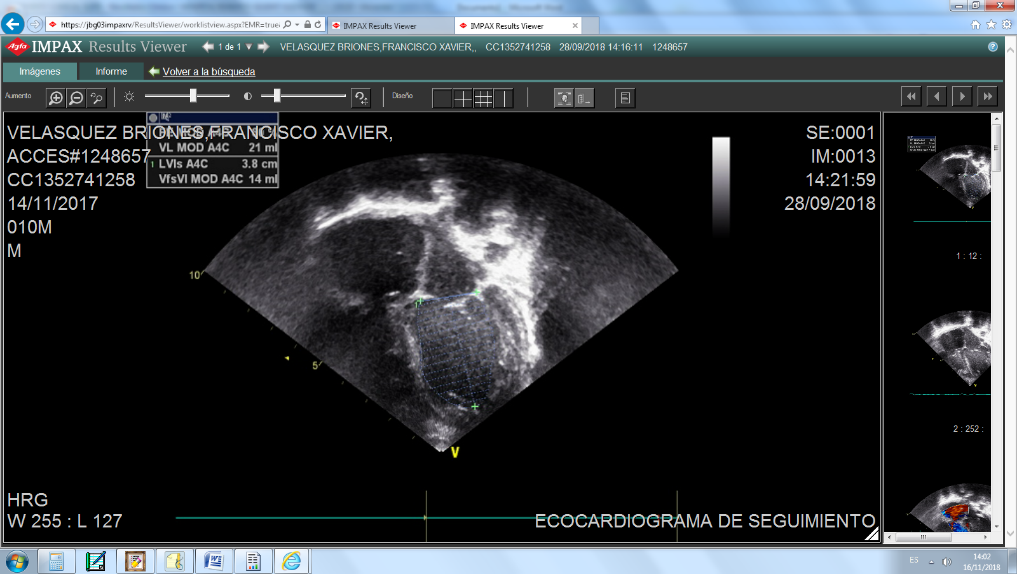 https://jbg03impaxrv/ResultsViewer/worklistview.aspx?EMR=true
IMPAX Results Viewer
IMPAX Results Viewer
Agfa IMPAX Results Viewer
1 de 1
VELASQUEZ BRIONES,FRANCISCO XAVIER,, CC1352741258 28/09/2018 14:16:11 1248657
Imágenes
Informe
Volver a la búsqueda
Aumento
Diseño
VELASQUEZ BRIONES,FRANCISCO XAVIER,
ACCES#1248657
CC1352741258
14/11/2017
010M
M
VL MOD A4C 21 ml
1 LVIs A4C 3.8 cm
VfsVI MOD A4C 14 ml
SE:0001
IM:0013
14:21:59
28/09/2018
10
5
V
HRG
W 255 : L 127
ECOCARDIOGRAMA DE SEGUIMIENTO
1 : 12 :
2 : 252 :
ES
14:02
16/11/2018